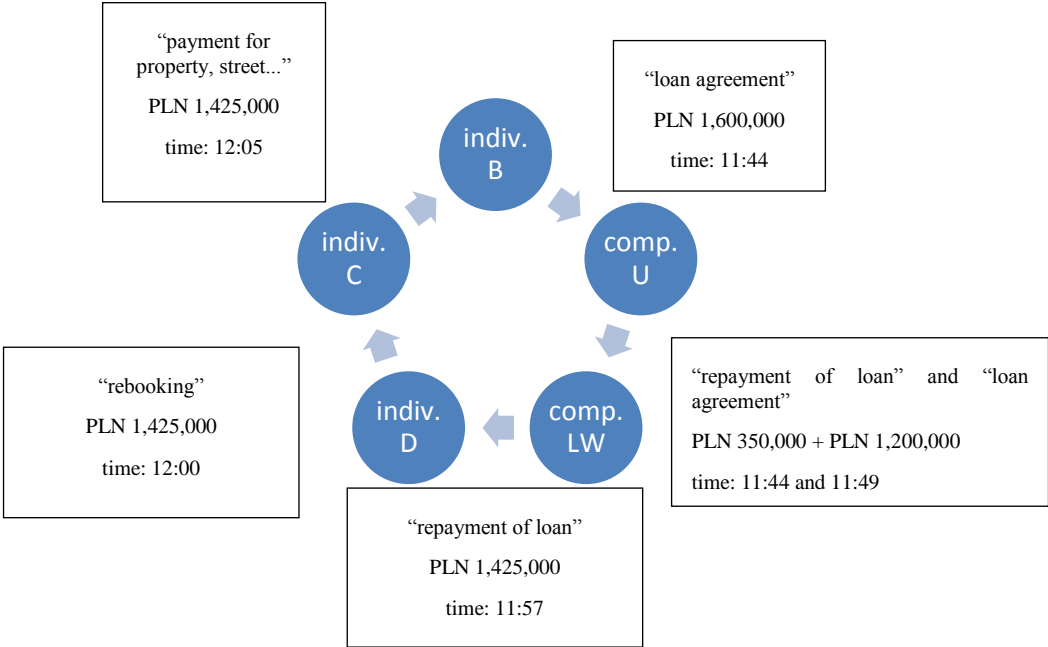 “payment for
property, street...”
PLN 1,425,000
time: 12:05
indiv.
B
“loan agreement”
PLN 1,600,000
time: 11:44
indiv.
C
comp.
U
“rebooking”
PLN 1,425,000
time: 12:00
indiv.
D
comp.
LW
“repayment of loan” and “loan
agreement”
PLN 350,000 + PLN 1,200,000
time: 11:44 and 11:49
“repayment of loan”
PLN 1,425,000
time: 11:57